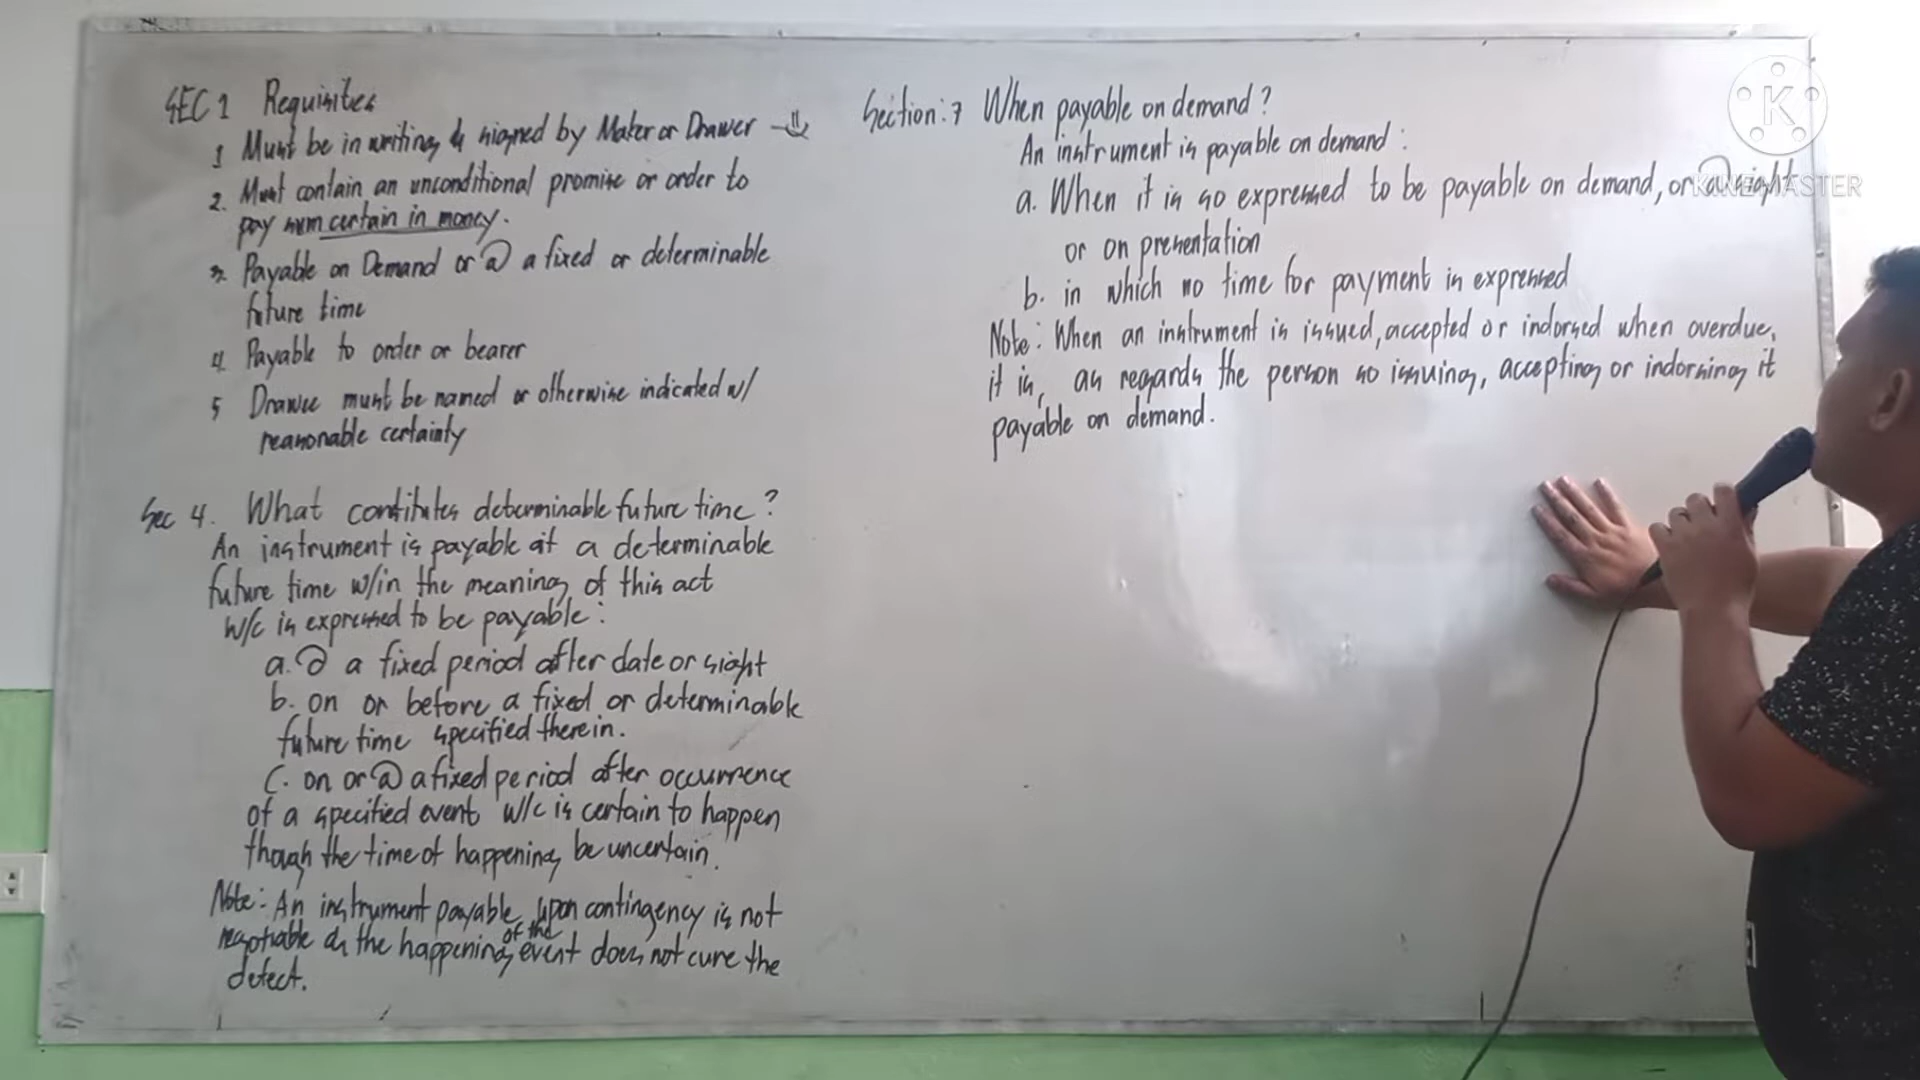 SEC 1 Requisites
1 Must be in writing & signed by Maker or Drawer
2. Must contain an unconditional promise or order to
pay sum certain in money.
3. Payable on Demand or @ a fixed or determinable
future time
4 Payable to order or bearer
5 Drawee must be named or otherwise indicated w/
reasonable certainty
Sec 4. What contitutes determinable future time?
An instrument is payable at a determinable
future time w/in the meaning of this act
w/c is expressed to be payable:
a. @ a fixed period after date or sight
b. on or before a fixed or determinable
future time specified therein.
C. on or @ a fixed period after occurrence
of a specified event w/c is certain to happen
though the time of happening be uncertain.
Note: An instrument payable upon contingency is not
negotiable & the happening of the event does not cure the
defect.
Section: 7 When payable on demand?
An instrument is payable on demand:
a. When it is so expressed to be payable on demand, or @ sight
or on presentation
b. in which no time for payment is expressed
Note: When an instrument is issued, accepted or indorsed when overdue,
it is, as regards the person so issuing, accepting or indorsing it
payable on demand.
K
KINEMASTER